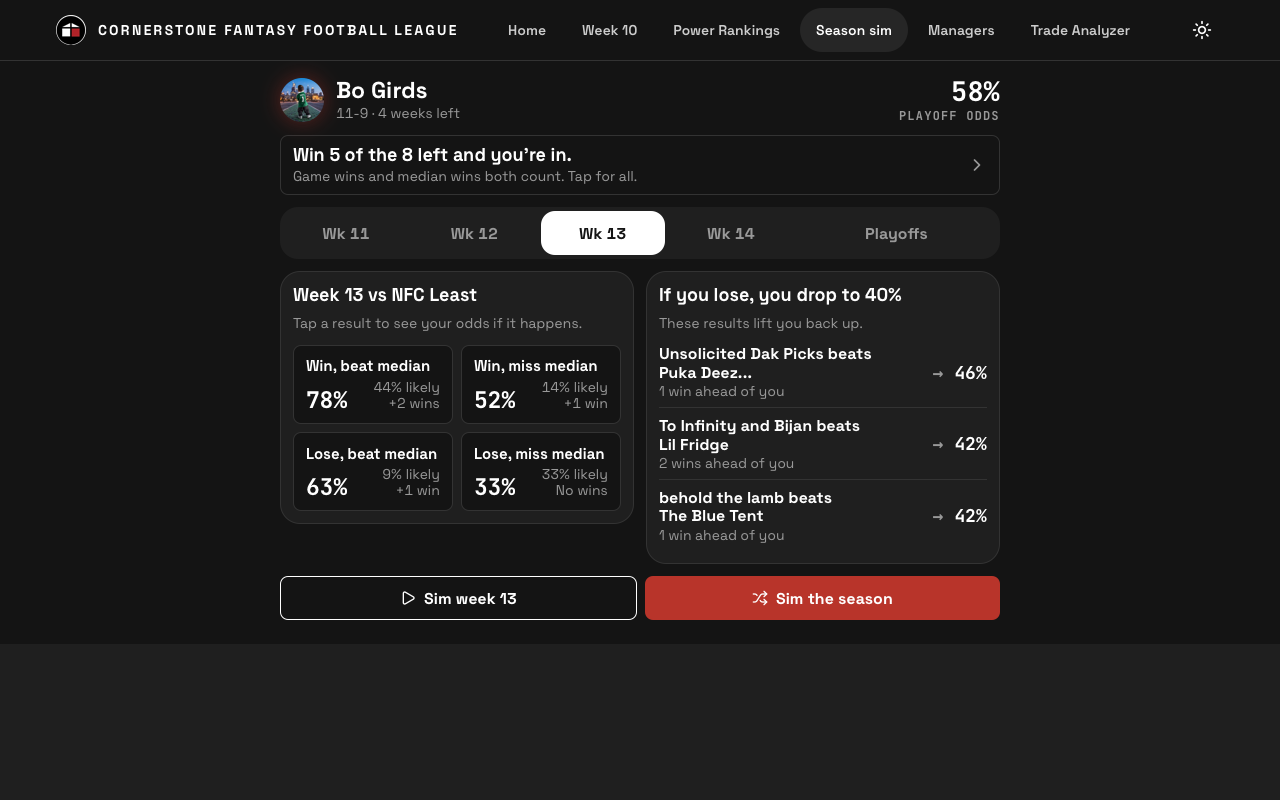 CORNERSTONE FANTASY FOOTBALL LEAGUE
Home
Week 10
Power Rankings
Season sim
Managers
Trade Analyzer
Bo Girds
11-9 · 4 weeks left
58%
PLAYOFF ODDS
Win 5 of the 8 left and you're in.
Game wins and median wins both count. Tap for all.
Wk 11
Wk 12
Wk 13
Wk 14
Playoffs
Week 13 vs NFC Least
Tap a result to see your odds if it happens.
Win, beat median
78%
44% likely
+2 wins
Win, miss median
52%
14% likely
+1 win
Lose, beat median
63%
9% likely
+1 win
Lose, miss median
33%
33% likely
No wins
If you lose, you drop to 40%
These results lift you back up.
Unsolicited Dak Picks beats
Puka Deez...
1 win ahead of you
→ 46%
To Infinity and Bijan beats
Lil Fridge
2 wins ahead of you
→ 42%
behold the lamb beats
The Blue Tent
1 win ahead of you
→ 42%
Sim week 13
Sim the season